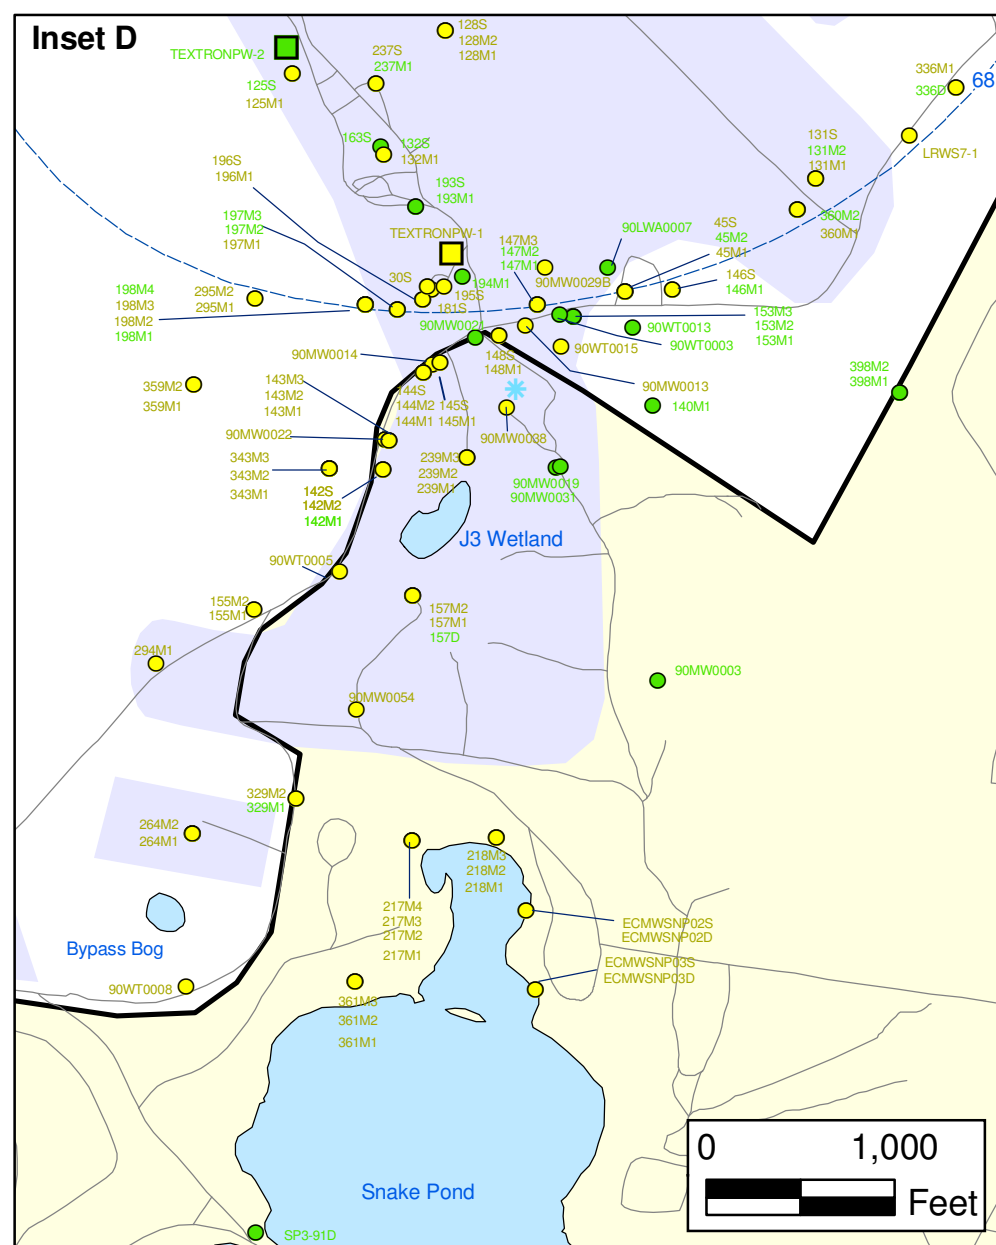 Inset D
128S
128M2
128M1
TEXTRONPW-2
237S
237M1
125S
125M1
336M1
336D
68
163S
132S
132M1
131S
131M2
131M1
LRWS7-1
196S
196M1
193S
193M1
197M3
197M2
197M1
TEXTRONPW-1
147M3
147M2
147M1
90LWA0007
45S
45M2
45M1
360M2
360M1
30S
194M1
90MW0029B
146S
146M1
198M4
198M3
198M2
198M1
295M2
295M1
195S
181S
90MW0021
153M3
153M2
153M1
90WT0013
90WT0003
90WT0015
90MW0014
148S
148M1
90MW0013
398M2
398M1
359M2
359M1
143M3
143M2
143M1
144S
144M2
144M1
145S
145M1
140M1
90MW0022
90MW0038
343M3
343M2
343M1
239M3
239M2
239M1
142S
142M2
142M1
90MW0019
90MW0031
J3 Wetland
90WT0005
155M2
155M1
157M2
157M1
157D
294M1
90MW0003
90MW0054
329M2
329M1
264M2
264M1
218M3
218M2
218M1
217M4
217M3
217M2
217M1
ECMWSNP02S
ECMWSNP02D
Bypass Bog
ECMWSNP03S
ECMWSNP03D
90WT0008
361M3
361M2
361M1
0 1,000
Feet
Snake Pond
SP3-91D